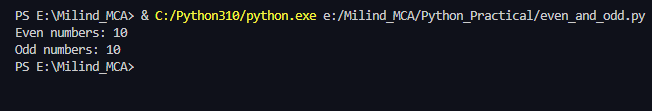 PS E:\Milind_MCA> & C:/Python310/python.exe e:/Milind_MCA/Python_Practical/even_and_odd.py
Even numbers: 10
Odd numbers: 10
PS E:\Milind_MCA>